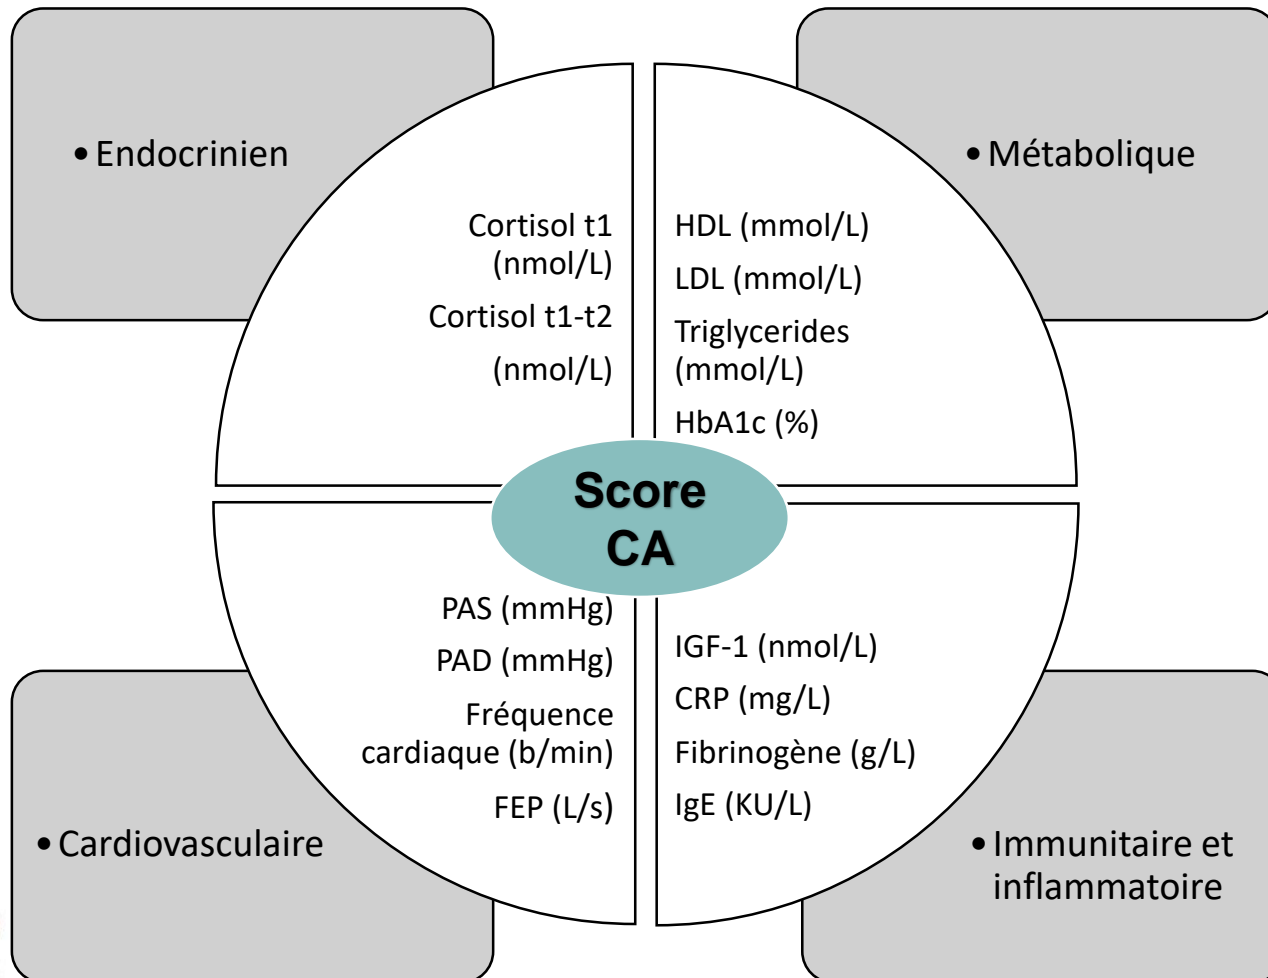 • Endocrinien
Cortisol t1
(nmol/L)
Cortisol t1-t2
(nmol/L)
• Métabolique
HDL (mmol/L)
LDL (mmol/L)
Triglycerides
(mmol/L)
HbA1c (%)
Score
CA
PAS (mmHg)
PAD (mmHg)
Fréquence
cardiaque (b/min)
FEP (L/s)
• Cardiovasculaire
IGF-1 (nmol/L)
CRP (mg/L)
Fibrinogène (g/L)
IgE (KU/L)
• Immunitaire et
inflammatoire